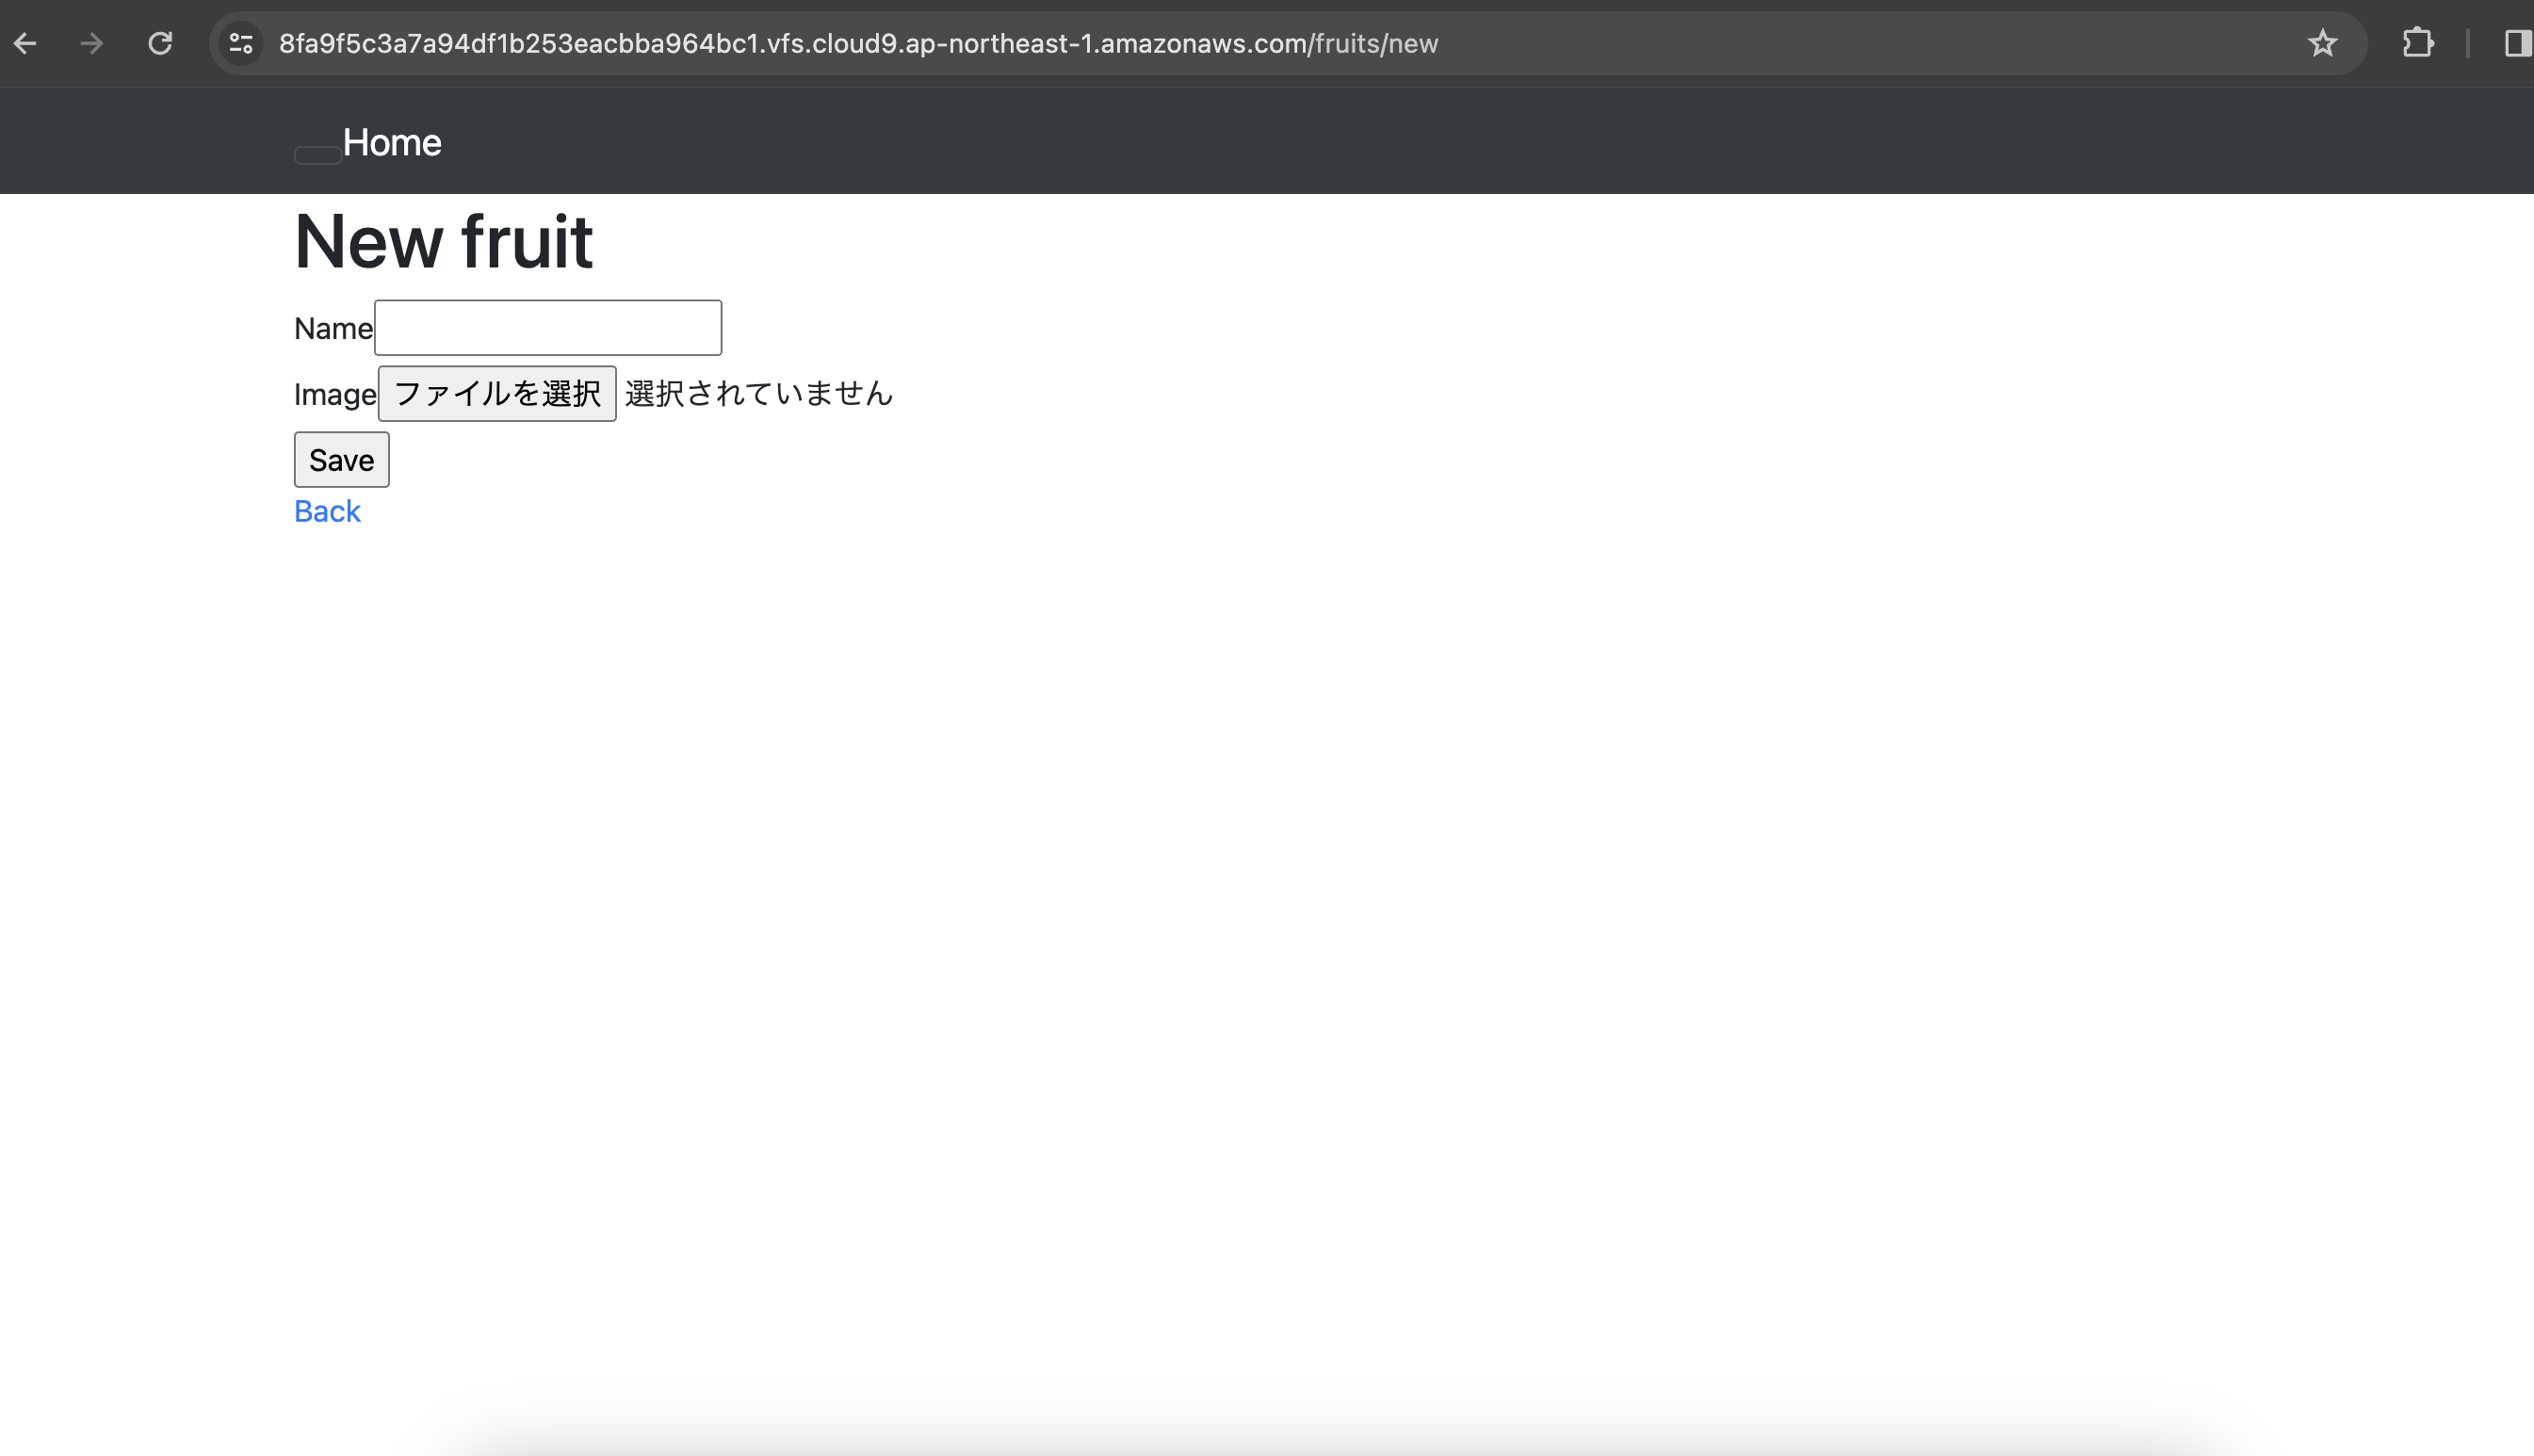 8fa9f5c3a7a94df1b253eacbba964bc1.vfs.cloud9.ap-northeast-1.amazonaws.com/fruits/new
Home
New fruit
Name
Image ファイルを選択 選択されていません
Save
Back